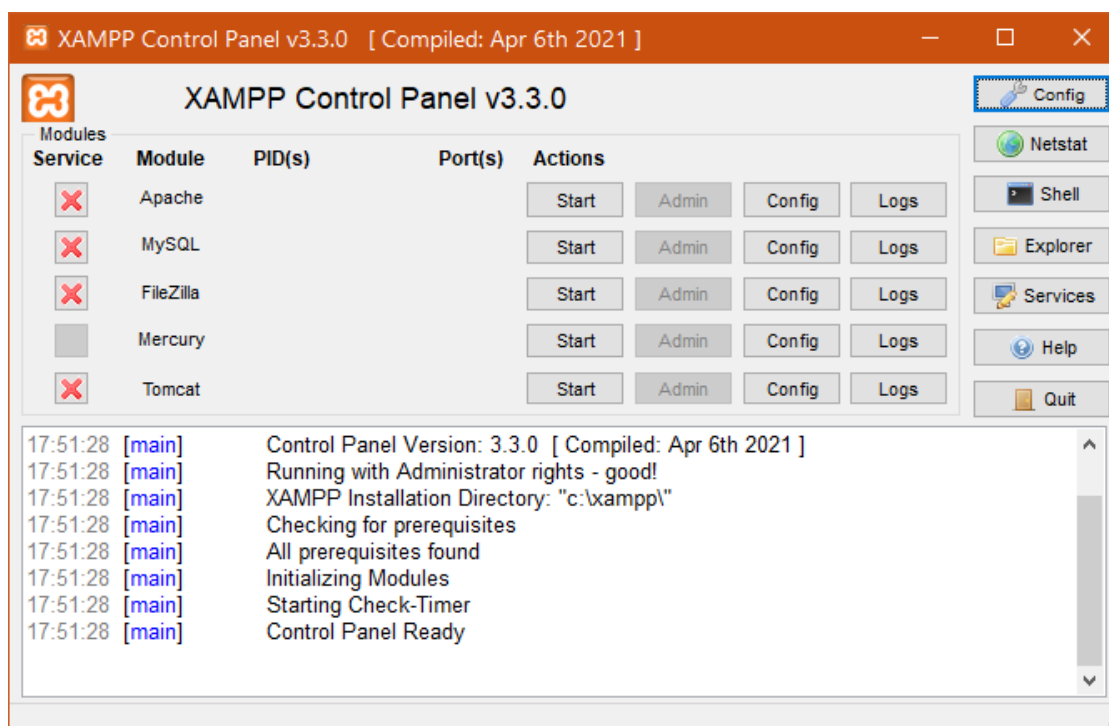 XAMPP Control Panel v3.3.0 [ Compiled: Apr 6th 2021 ]
XAMPP Control Panel v3.3.0
Config
Modules
Netstat
Service Module PID(s) Port(s) Actions
Apache Start Admin Config Logs
Shell
MySQL Start Admin Config Logs
Explorer
FileZilla Start Admin Config Logs
Services
Mercury Start Admin Config Logs
Help
Tomcat Start Admin Config Logs
Quit
17:51:28 [main] Control Panel Version: 3.3.0 [ Compiled: Apr 6th 2021 ]
17:51:28 [main] Running with Administrator rights - good!
17:51:28 [main] XAMPP Installation Directory: "c:\xampp\"
17:51:28 [main] Checking for prerequisites
17:51:28 [main] All prerequisites found
17:51:28 [main] Initializing Modules
17:51:28 [main] Starting Check-Timer
17:51:28 [main] Control Panel Ready